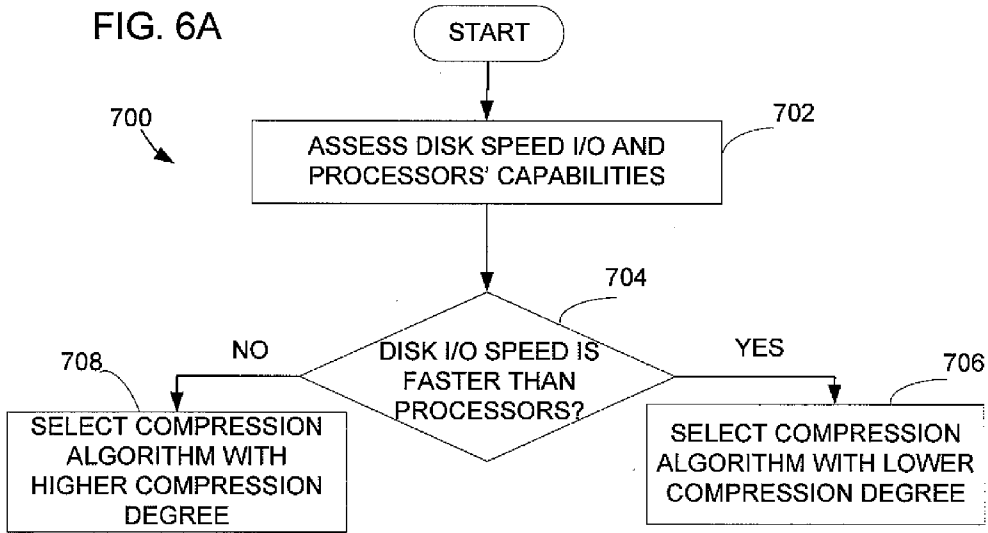 FIG. 6A
START
700
702
ASSESS DISK SPEED I/O AND
PROCESSORS' CAPABILITIES
704
DISK I/O SPEED IS
FASTER THAN
PROCESSORS?
NO
YES
708
SELECT COMPRESSION
ALGORITHM WITH
HIGHER COMPRESSION
DEGREE
706
SELECT COMPRESSION
ALGORITHM WITH LOWER
COMPRESSION DEGREE